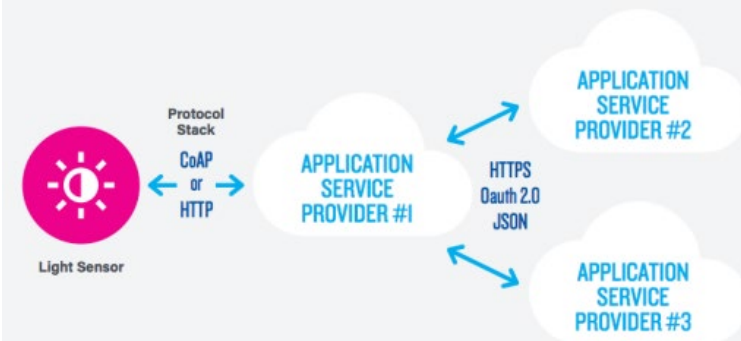 Protocol
Stack
CoAP
or
HTTP
Light Sensor
APPLICATION
SERVICE
PROVIDER #1
HTTPS
Oauth 2.0
JSON
APPLICATION
SERVICE
PROVIDER #2
APPLICATION
SERVICE
PROVIDER #3